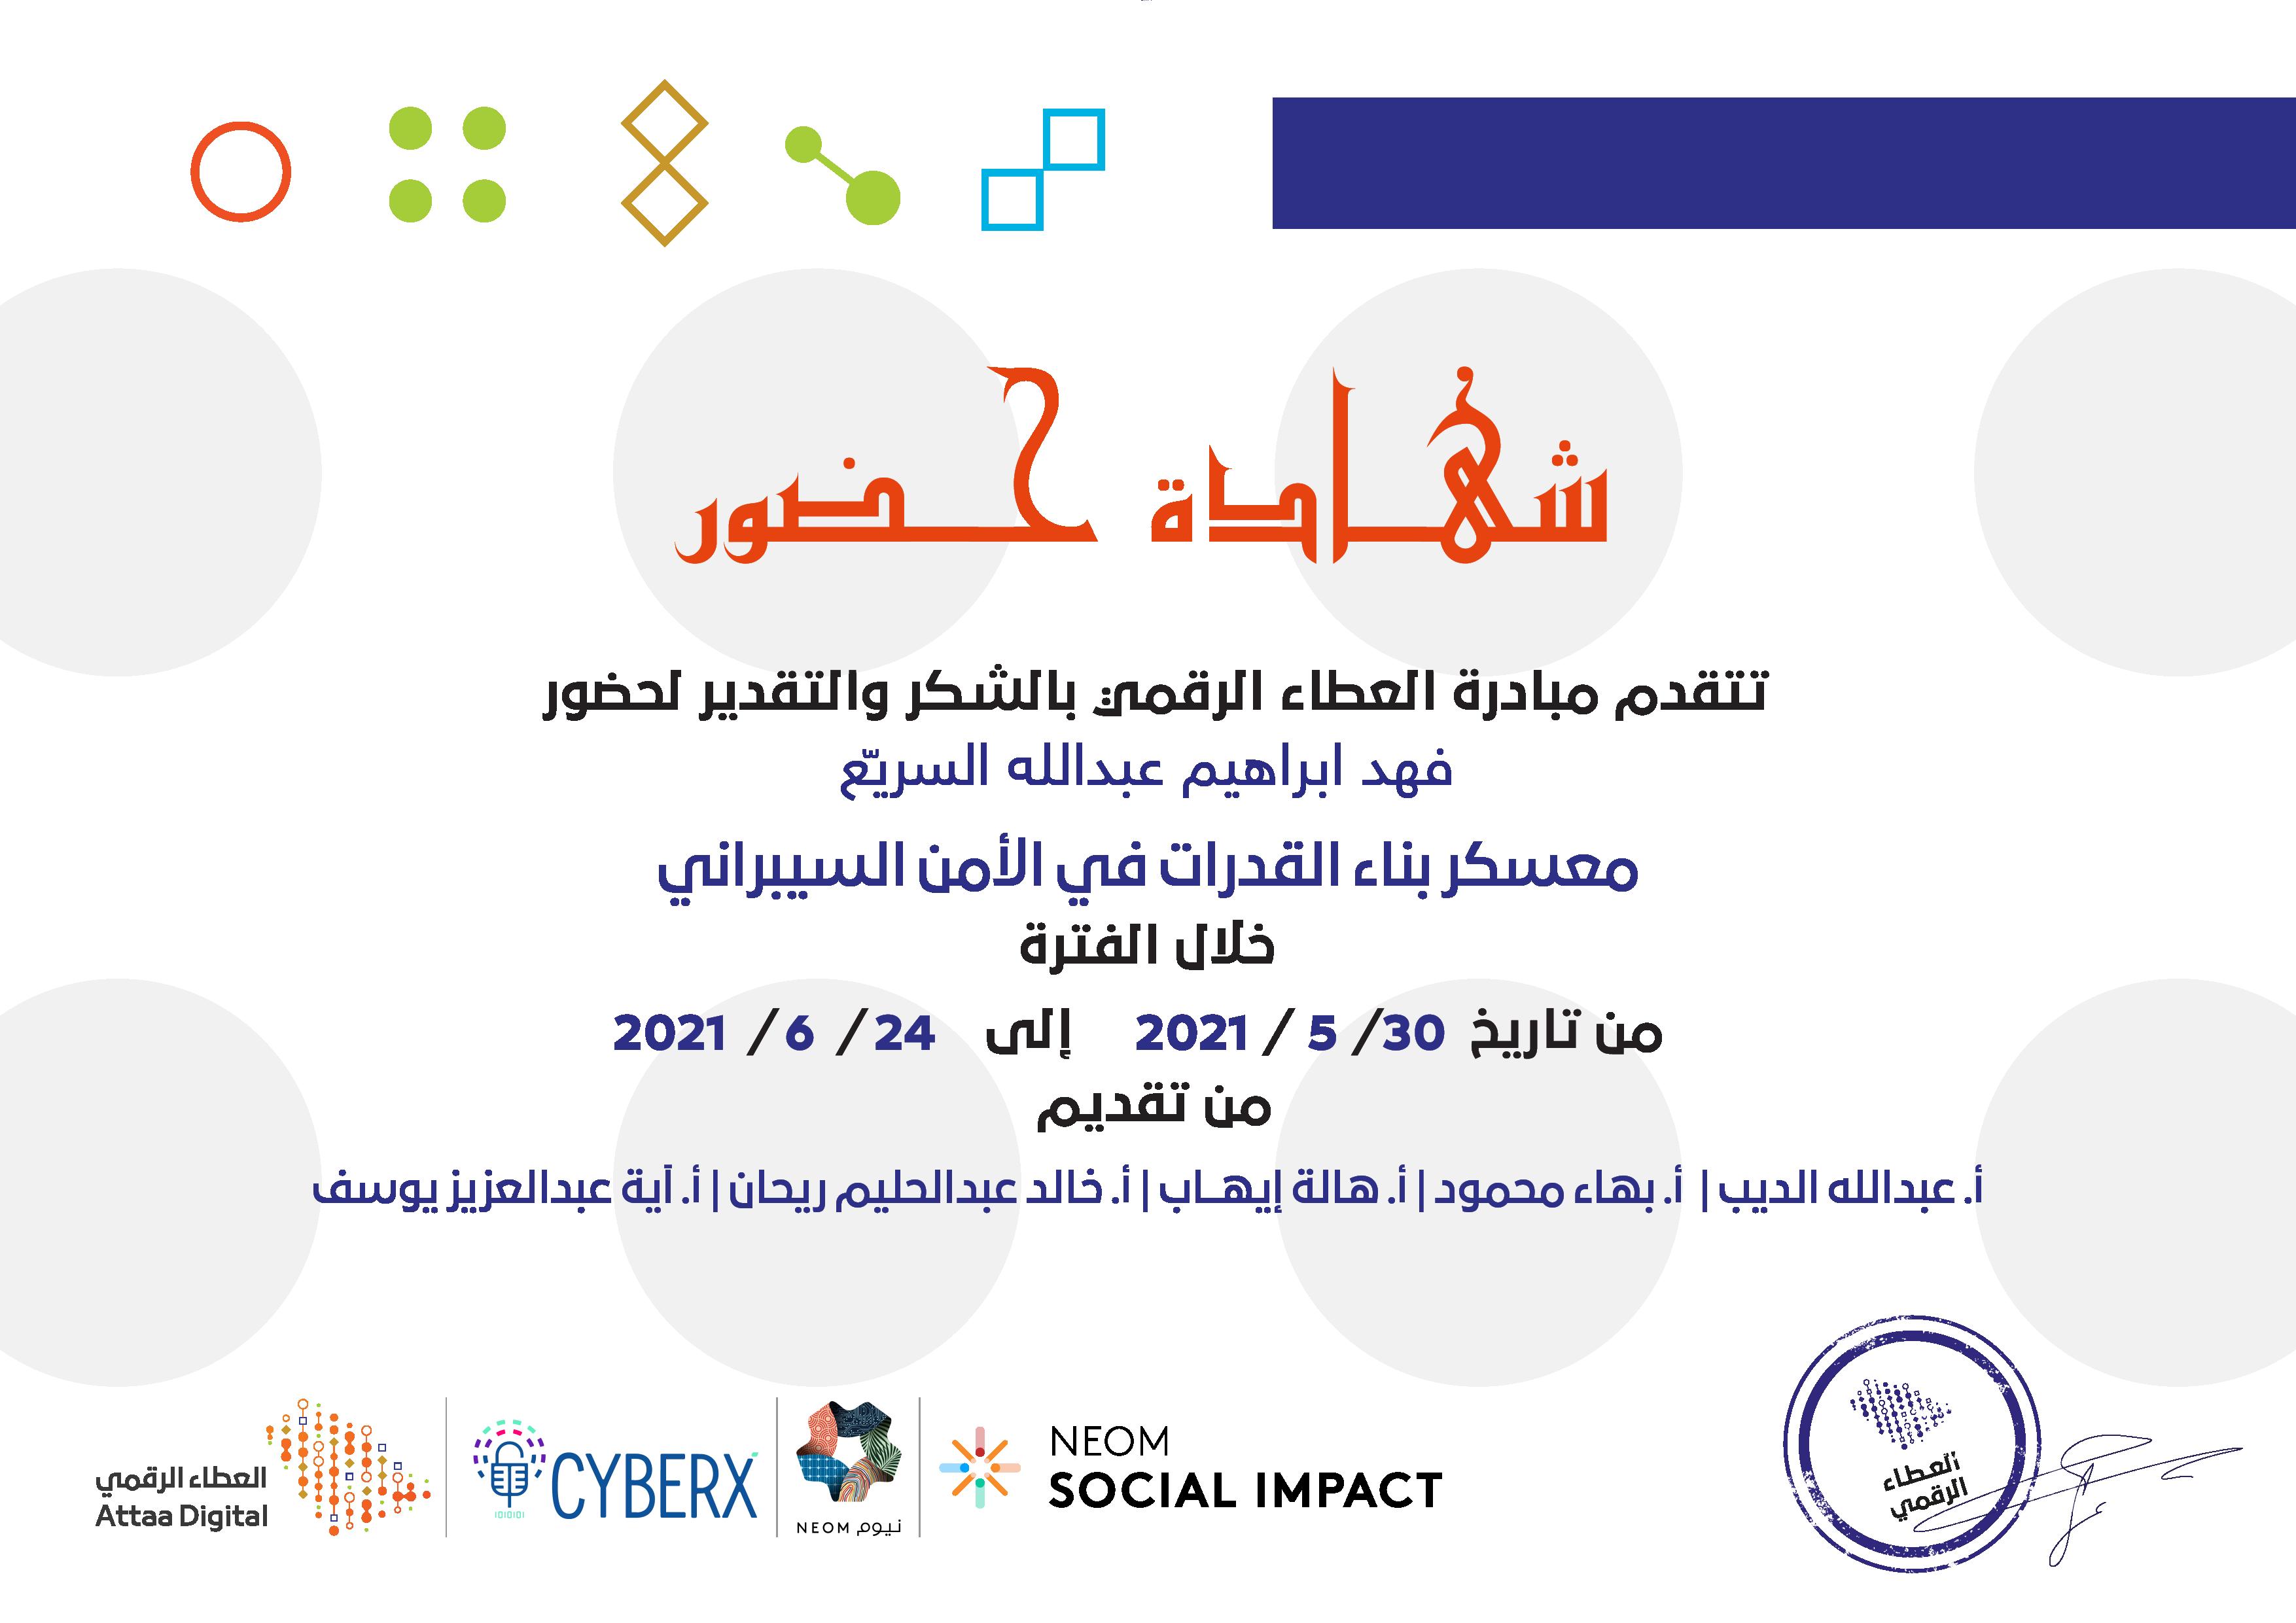 شهادة حضور
تتقدم مبادرة العطاء الرقمي بالشكر والتقدير لحضور
فهد ابراهيم عبدالله السريّع
معسكر بناء القدرات في الأمن السيبراني
خلال الفترة
من تاريخ 30/ 5 / 2021 إلى 24 / 6 / 2021
من تقديم
أ. عبدالله الديب | أ. بهاء محمود | أ. هالة إيهاب | أ. خالد عبدالحليم ريحان | أ. آية عبدالعزيز يوسف
العطاء الرقمي
Attaa Digital
CYBERX
1010101
NEOM نيوم
NEOM
SOCIAL IMPACT
العطاء
الرقمي